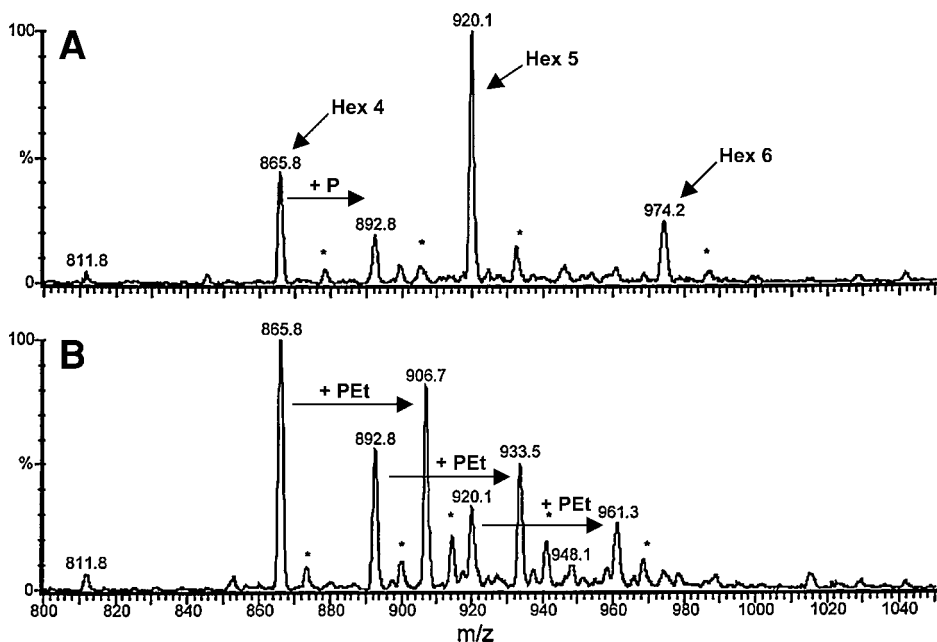 A
100
%
0
920.1
Hex 5
Hex 4
865.8
+ P
892.8
Hex 6
974.2
811.8
*
*
*
*
B
100
%
0
865.8
+ PEt
906.7
892.8
+ PEt
933.5
920.1
+ PEt
961.3
948.1
811.8
*
*
*
*
*
800 820 840 860 880 900 920 940 960 980 1000 1020 1040
m/z